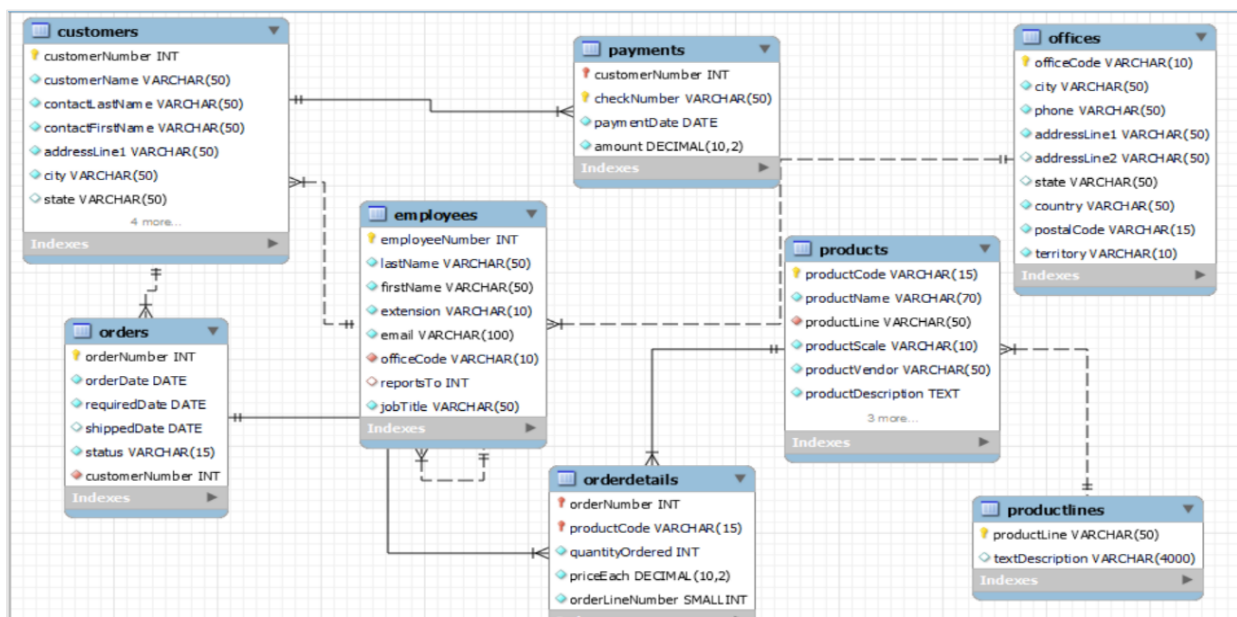 customers
customerNumber INT
customerName VARCHAR(50)
contactLastName VARCHAR(50)
contactFirstName VARCHAR(50)
addressLine1 VARCHAR(50)
city VARCHAR(50)
state VARCHAR(50)
4 more...
Indexes
payments
customerNumber INT
checkNumber VARCHAR(50)
paymentDate DATE
amount DECIMAL(10,2)
Indexes
offices
officeCode VARCHAR(10)
city VARCHAR(50)
phone VARCHAR(50)
addressLine1 VARCHAR(50)
addressLine2 VARCHAR(50)
state VARCHAR(50)
country VARCHAR(50)
postalCode VARCHAR(15)
territory VARCHAR(10)
Indexes
employees
employeeNumber INT
lastName VARCHAR(50)
firstName VARCHAR(50)
extension VARCHAR(10)
email VARCHAR(100)
officeCode VARCHAR(10)
reportsTo INT
jobTitle VARCHAR(50)
Indexes
products
productCode VARCHAR(15)
productName VARCHAR(70)
productLine VARCHAR(50)
productScale VARCHAR(10)
productVendor VARCHAR(50)
productDescription TEXT
3 more...
Indexes
orders
orderNumber INT
orderDate DATE
requiredDate DATE
shippedDate DATE
status VARCHAR(15)
customerNumber INT
Indexes
orderdetails
orderNumber INT
productCode VARCHAR(15)
quantityOrdered INT
priceEach DECIMAL(10,2)
orderLineNumber SMALLINT
productlines
productLine VARCHAR(50)
textDescription VARCHAR(4000)
Indexes